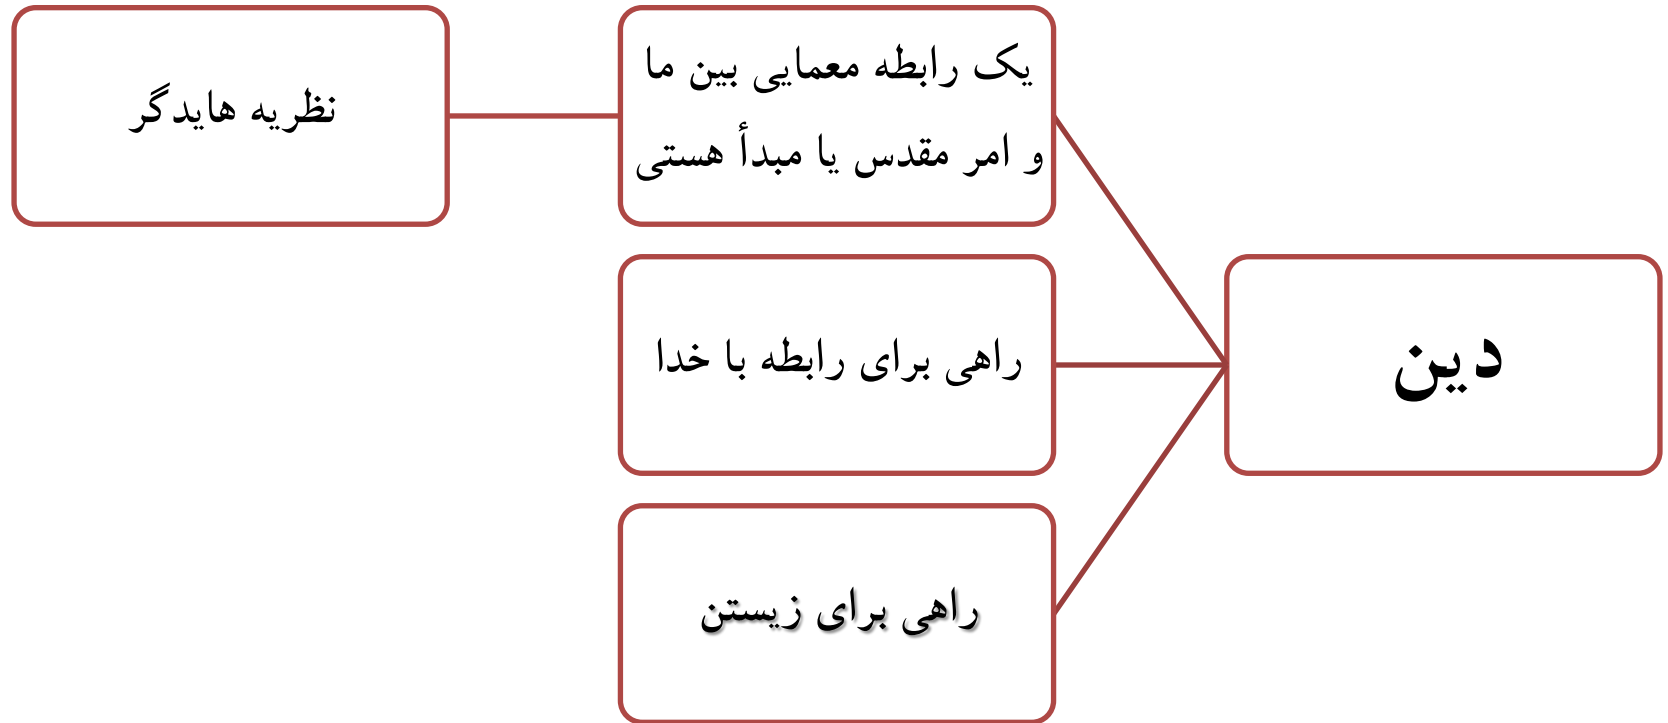 دین
یک رابطه معمایی بین ما
و امر مقدس یا مبدأ هستی
نظریه هایدگر
راهی برای رابطه با خدا
راهی برای زیستن